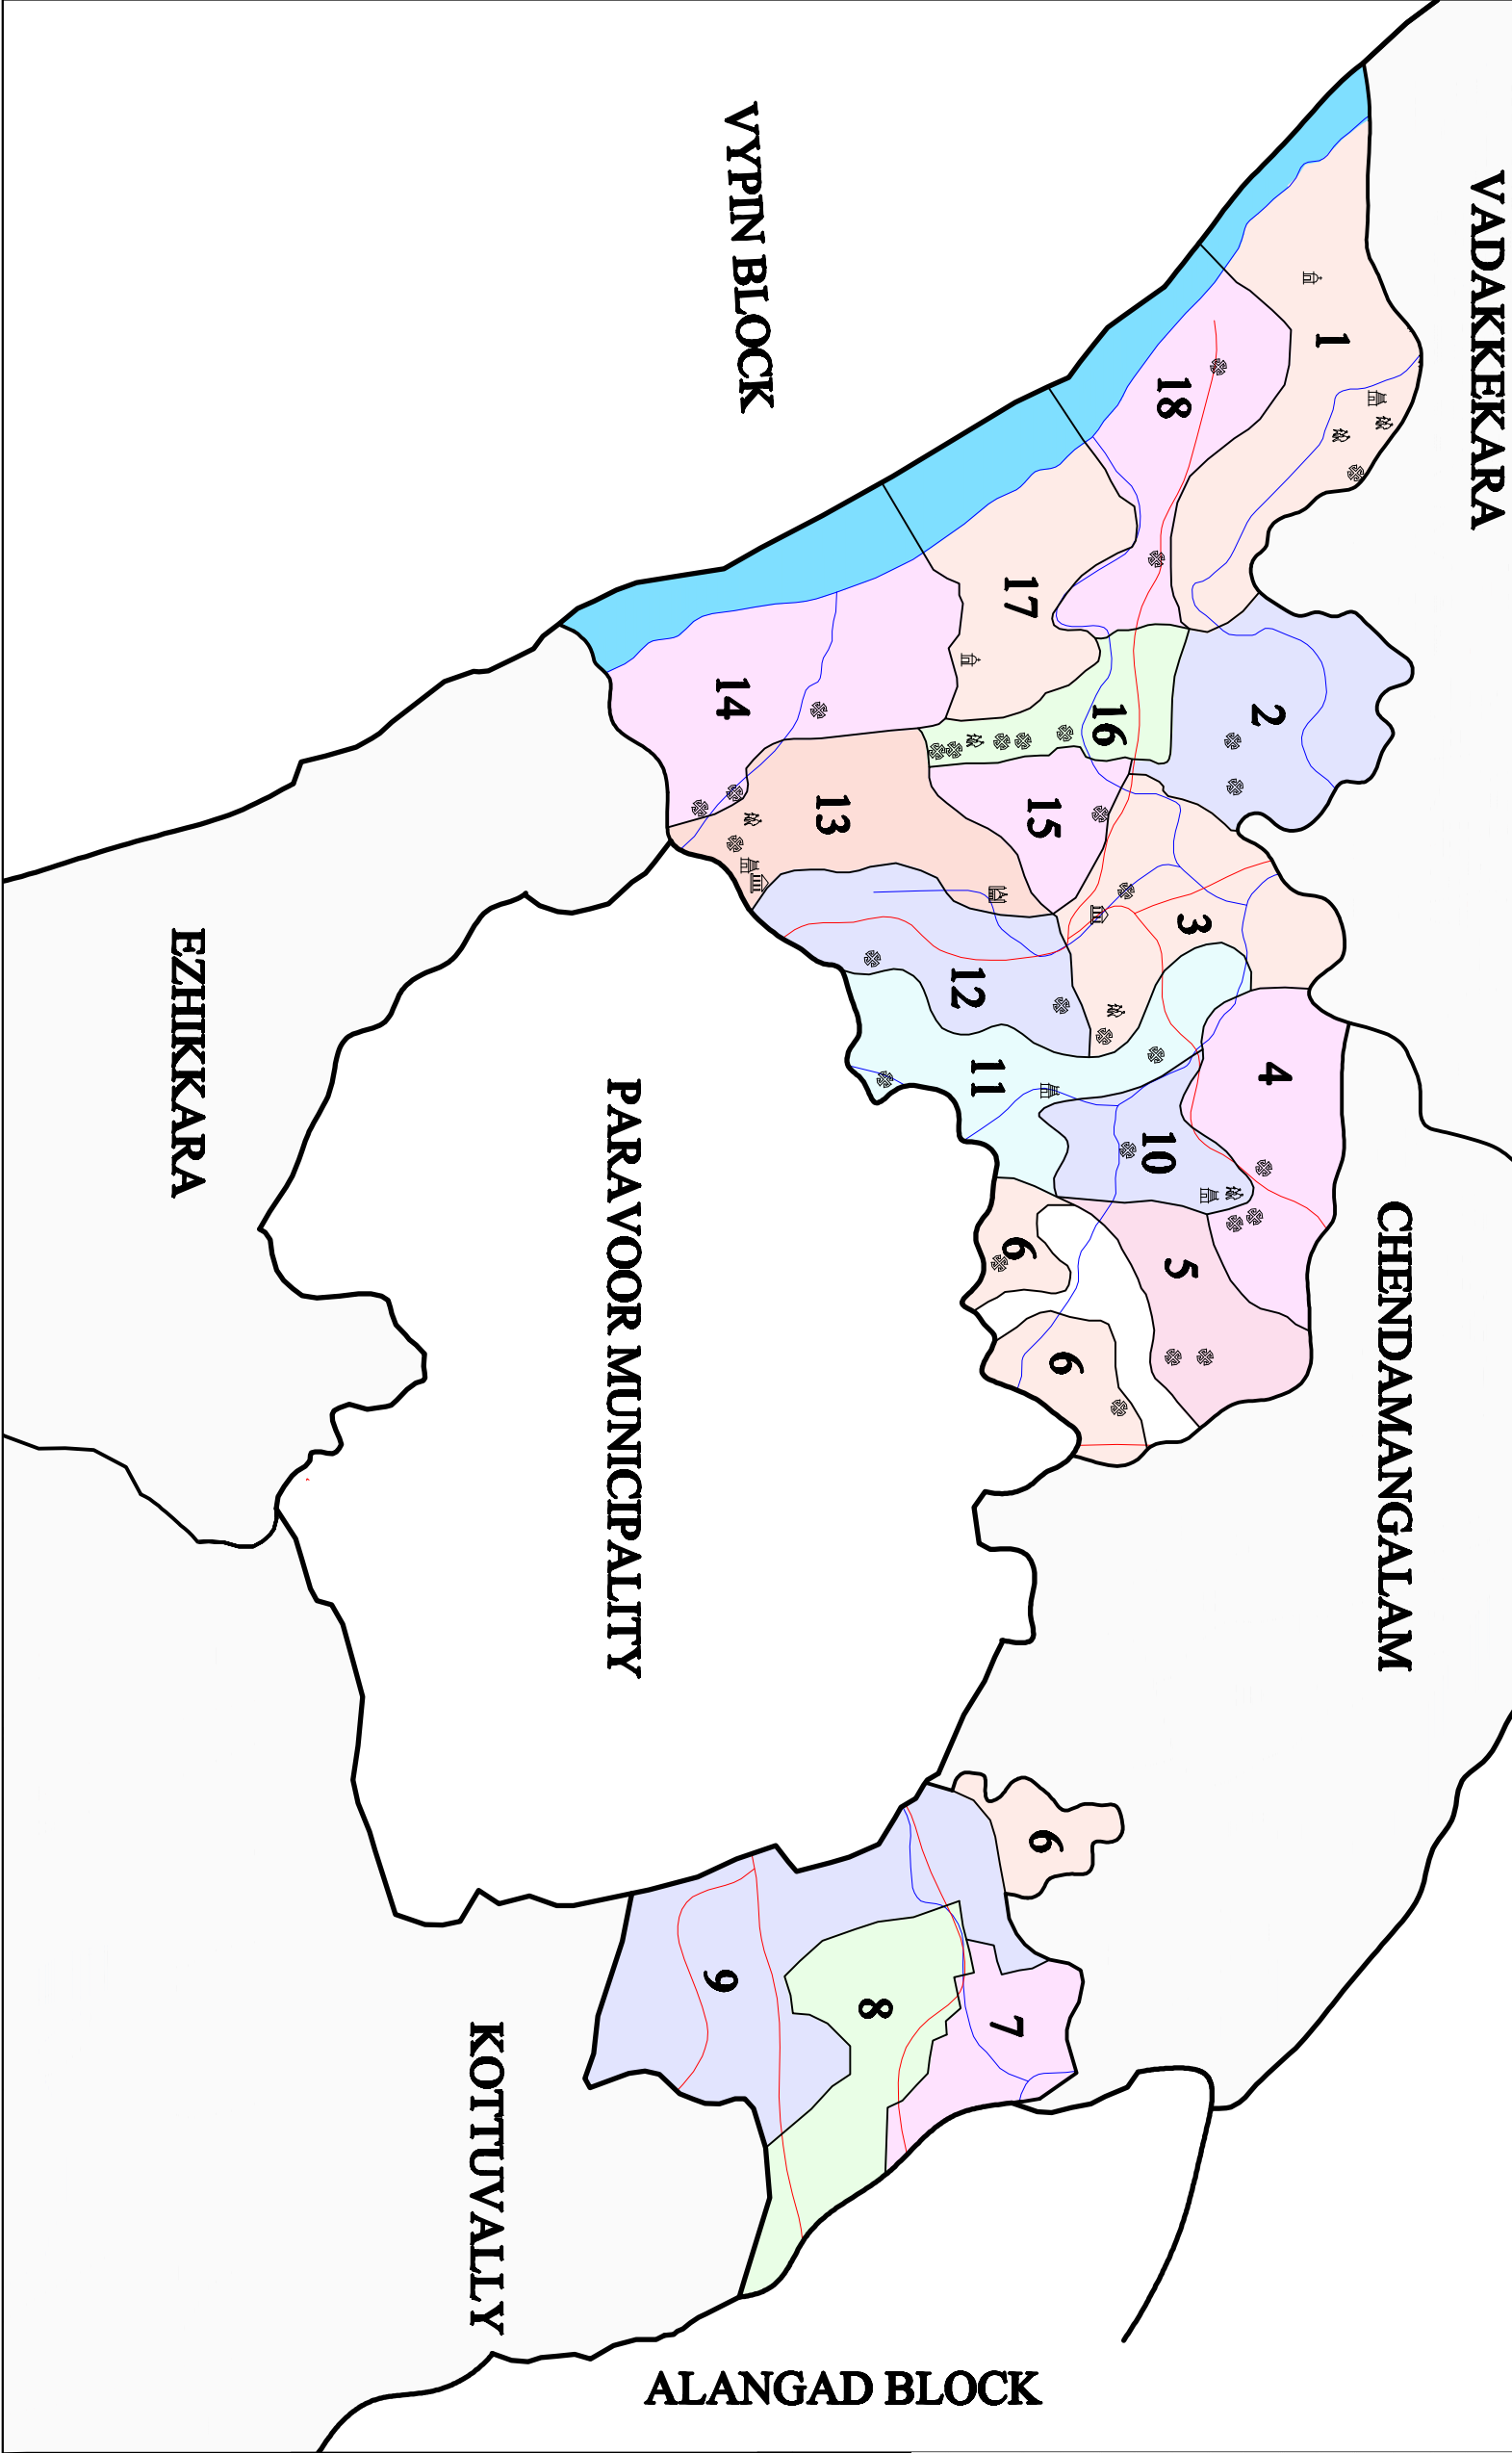 VADAKKEKARA
VYPIN BLOCK
1
18
17
2
16
14
15
13
3
12
4
11
10
5
6
6
EZHIKKARA
PARAVOOR MUNICIPALITY
CHENDAMANGALAM
6
9
8
7
KOTTUVALLY
ALANGAD BLOCK